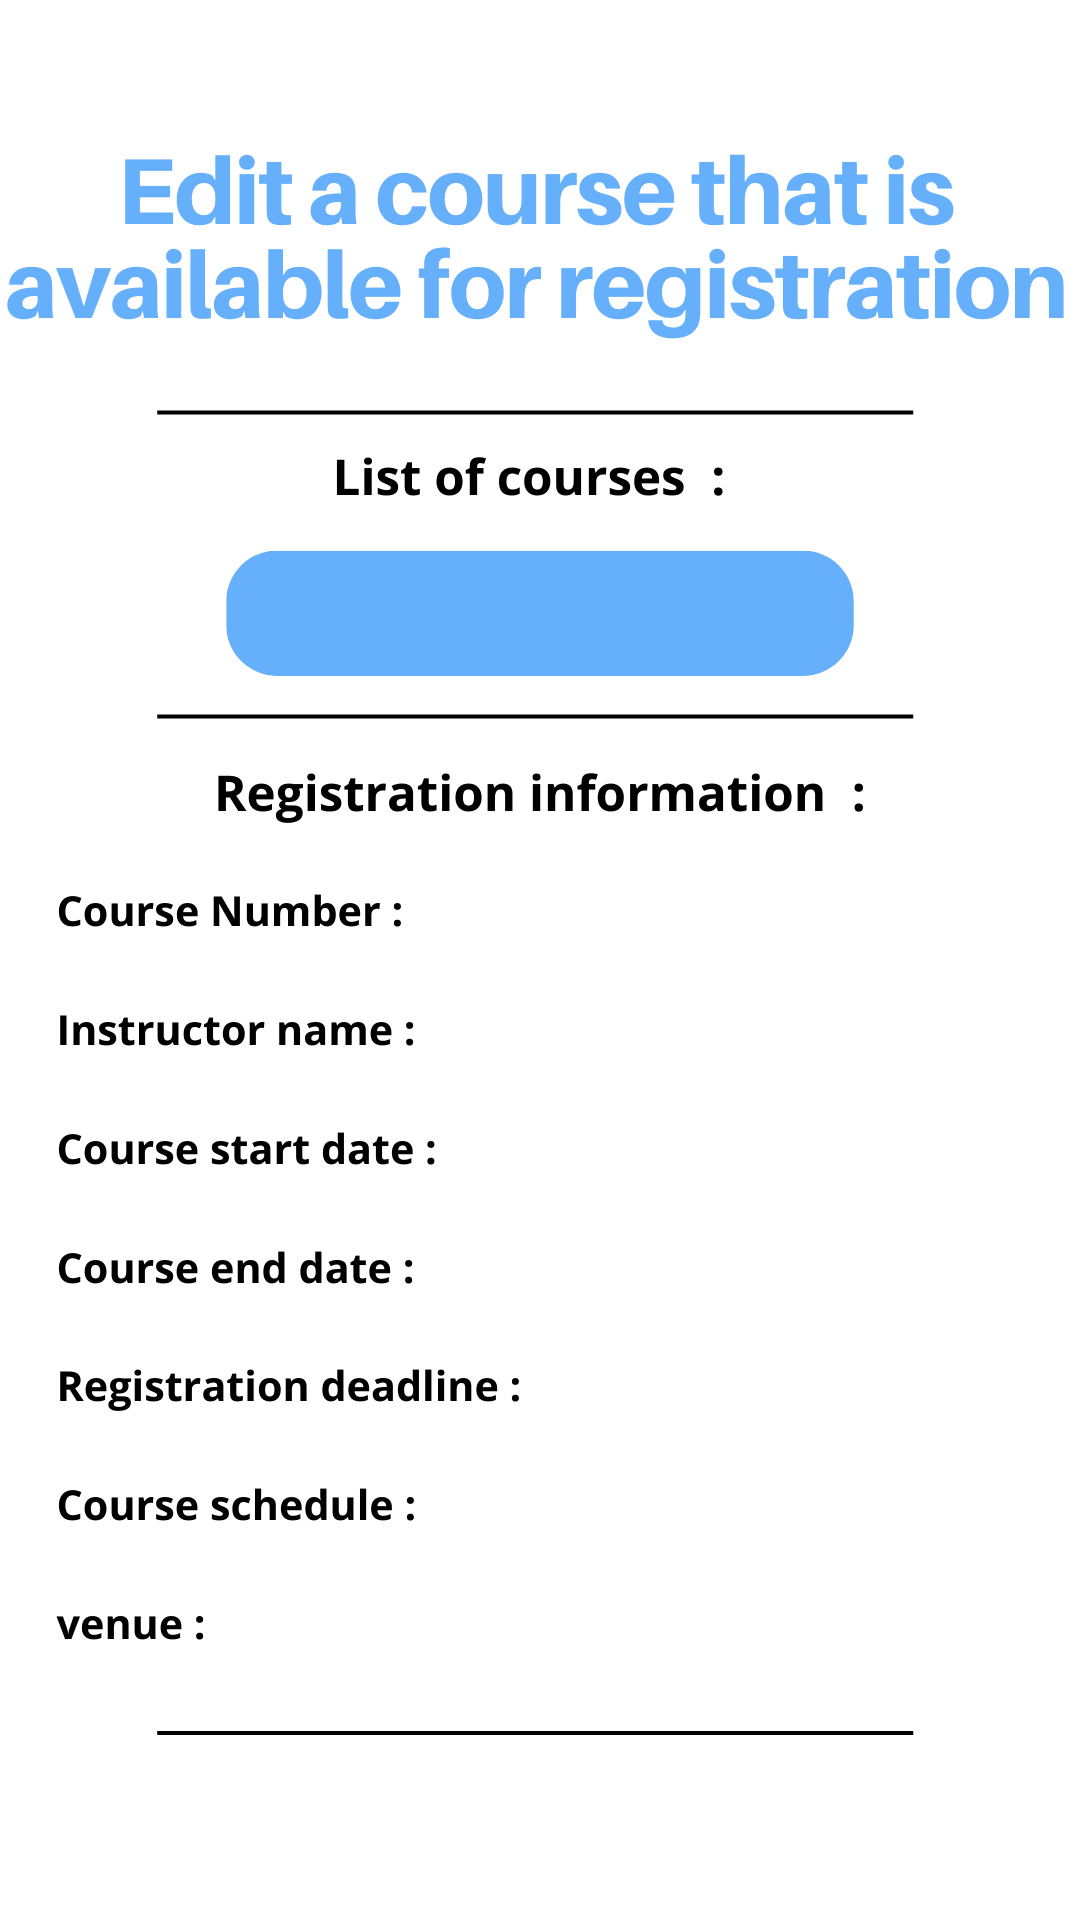 Edit a course that is
available for registration
List of courses  :
Registration information  :
Course Number :
Instructor name :
Course start date :
Course end date :
Registration deadline :
Course schedule :
venue :